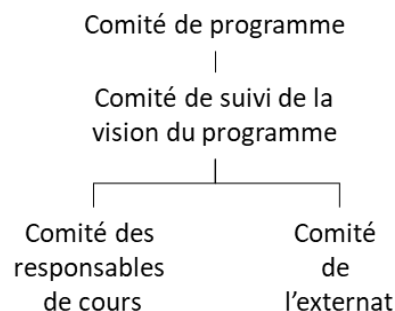 Comité de programme
Comité de suivi de la
vision du programme
Comité des
responsables
de cours
Comité
de
l’externat